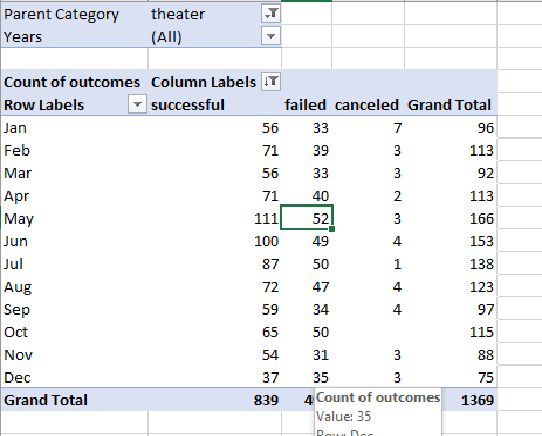 Parent Category theater
Years (All)
Count of outcomes Column Labels
Row Labels successful failed canceled Grand Total
Jan 56 33 7 96
Feb 71 39 3 113
Mar 56 33 3 92
Apr 71 40 2 113
May 111 52 3 166
Jun 100 49 4 153
Jul 87 50 1 138
Aug 72 47 4 123
Sep 59 34 4 97
Oct 65 50 115
Nov 54 31 3 88
Dec 37 35 3 75
Grand Total 839 4 1369
Count of outcomes
Value: 35
Row: Dec